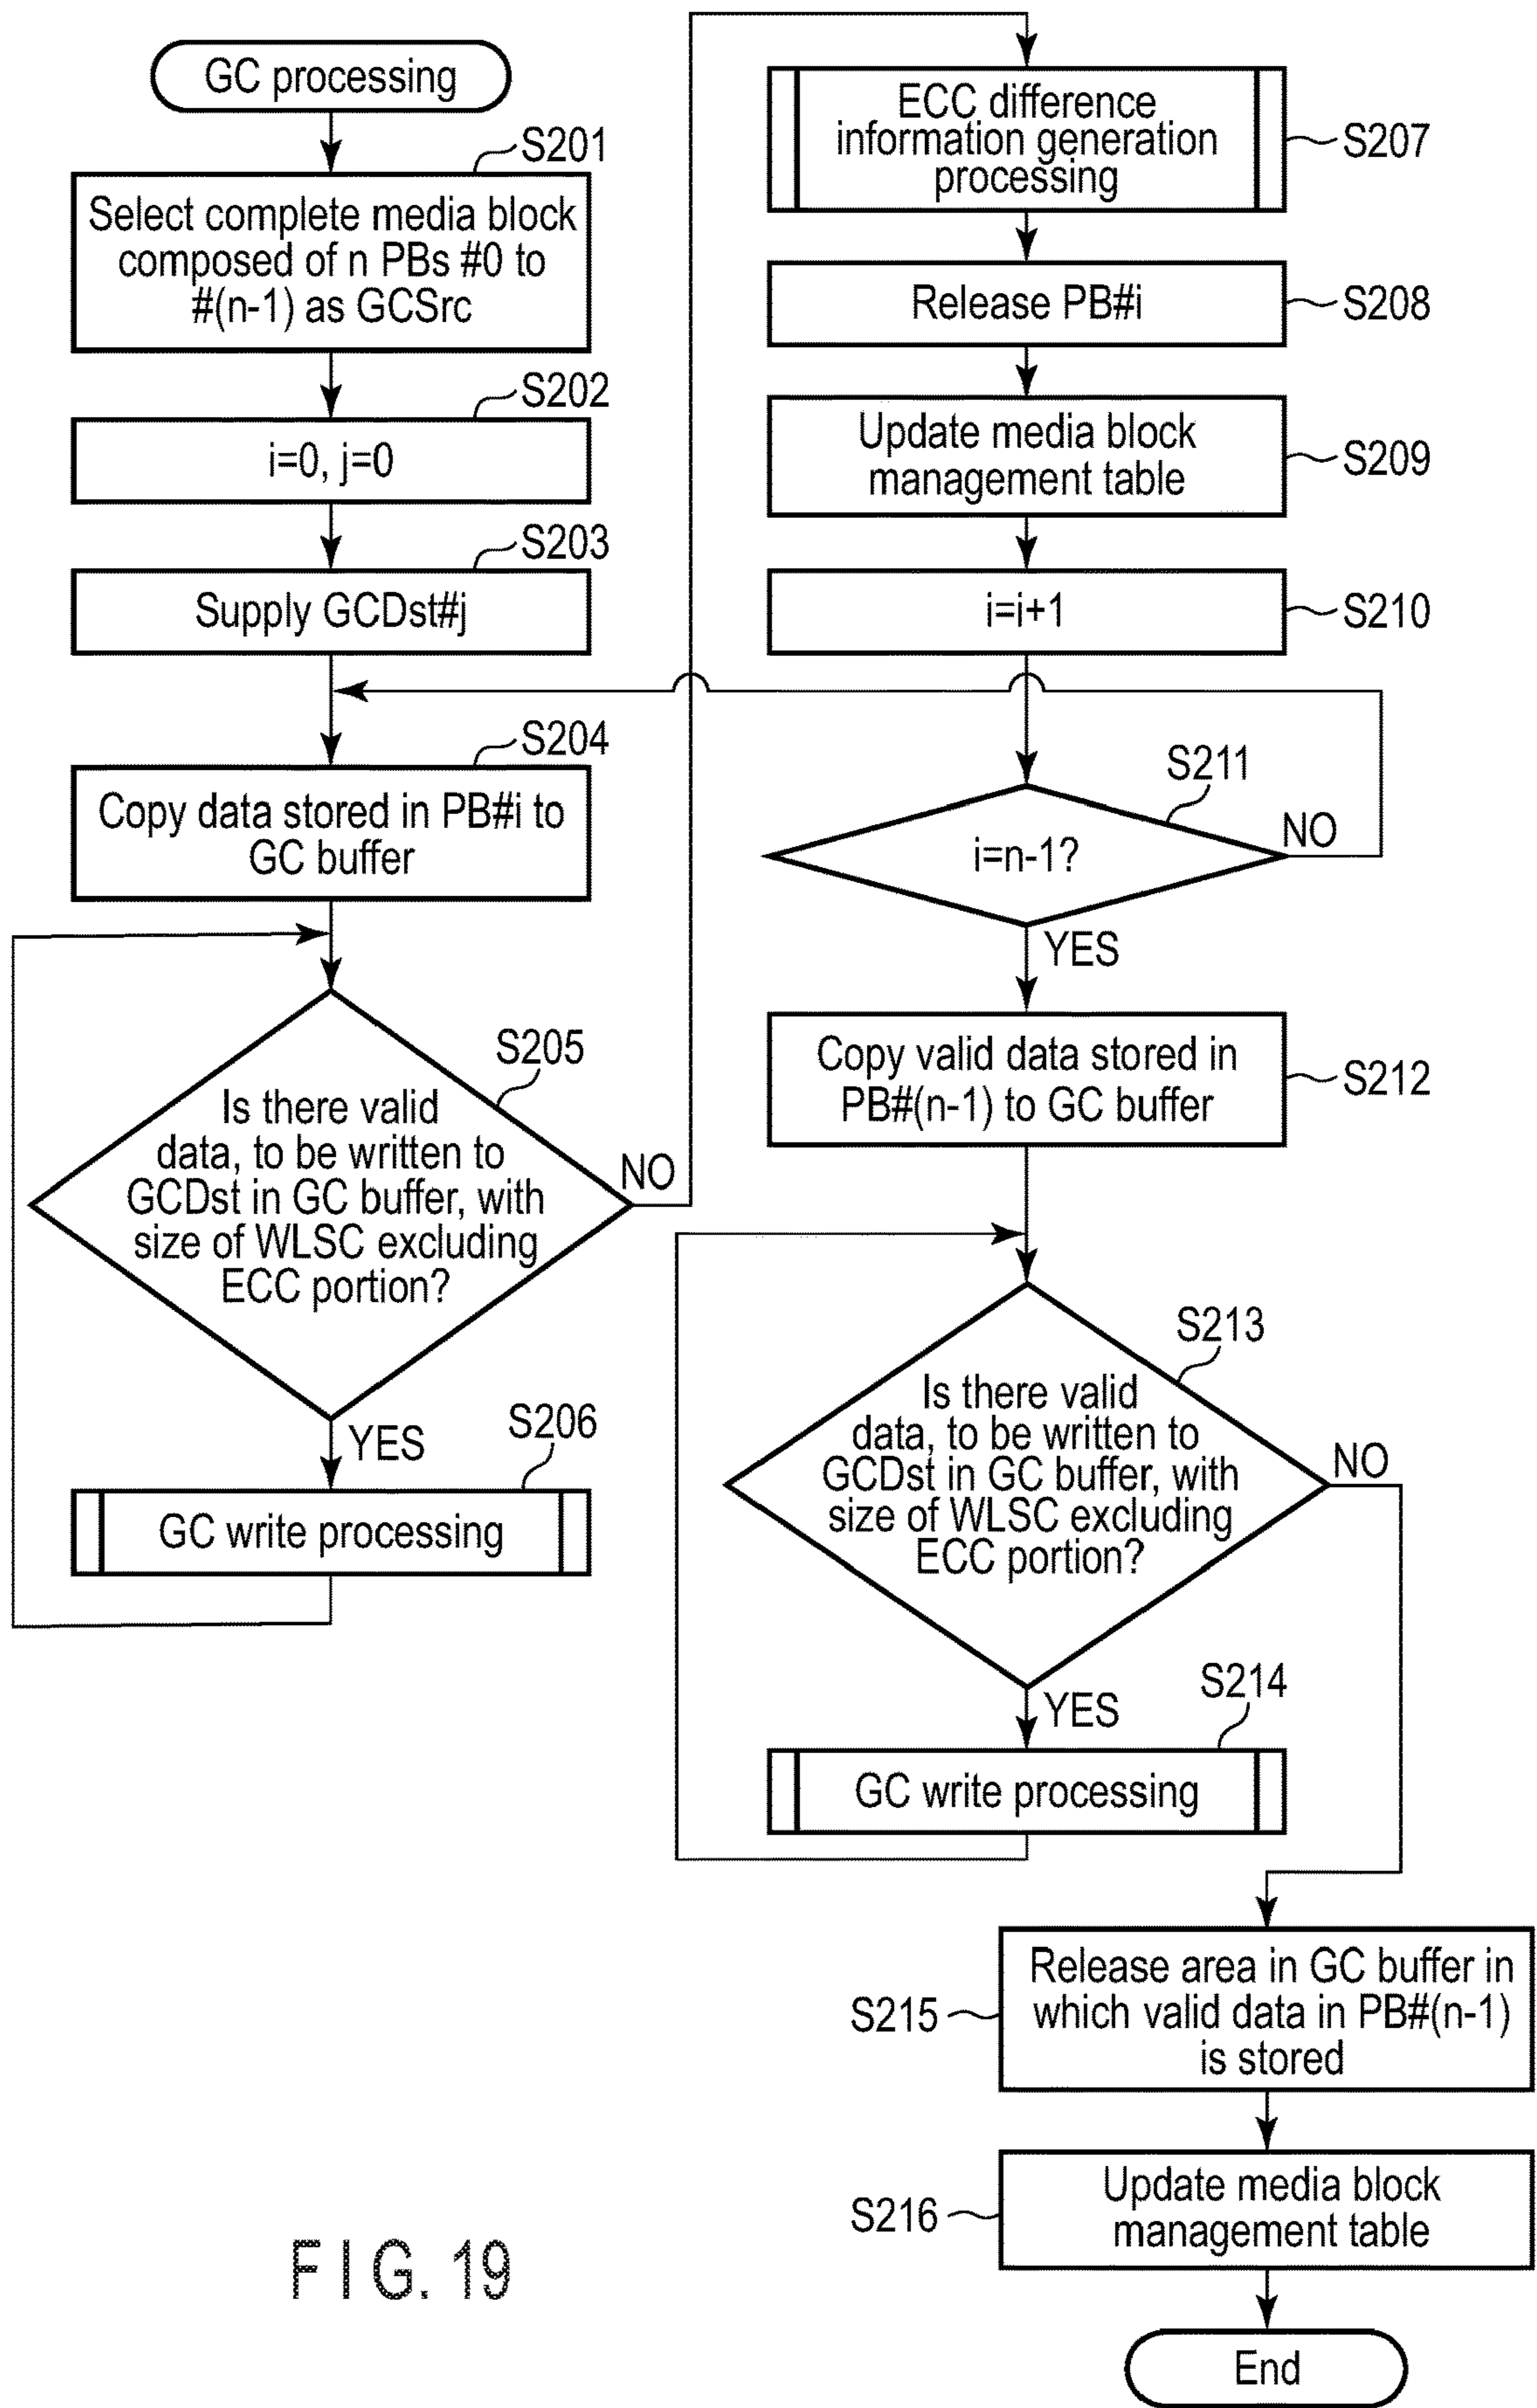 GC processing
S201
Select complete media block
composed of n PBs #0 to
#(n-1) as GCSrc
S202
i=0, j=0
S203
Supply GCDst#j
S204
Copy data stored in PB#i to
GC buffer
S205
Is there valid
data, to be written to
GCDst in GC buffer, with
size of WLSC excluding
ECC portion?
NO
YES
S206
GC write processing
ECC difference
information generation
processing
S207
Release PB#i
S208
Update media block
management table
S209
i=i+1
S210
S211
i=n-1?
NO
YES
Copy valid data stored in
PB#(n-1) to GC buffer
S212
S213
Is there valid
data, to be written to
GCDst in GC buffer, with
size of WLSC excluding
ECC portion?
NO
YES
S214
GC write processing
Release area in GC buffer in
which valid data in PB#(n-1)
is stored
S215
Update media block
management table
S216
End
FIG. 19